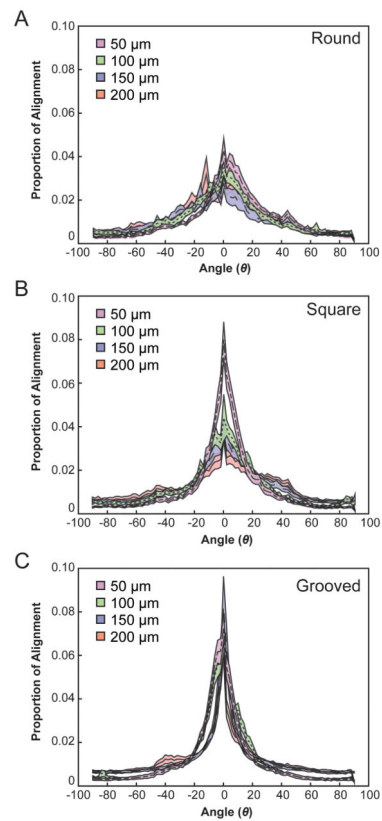 A
0.10
Round
50 μm
100 μm
150 μm
200 μm
0.08
0.06
0.04
0.02
0
Proportion of Alignment
-100 -80 -60 -40 -20 0 20 40 60 80 100
Angle (θ)
B
0.10
Square
50 μm
100 μm
150 μm
200 μm
0.08
0.06
0.04
0.02
0
Proportion of Alignment
-100 -80 -60 -40 -20 0 20 40 60 80 100
Angle (θ)
C
0.10
Grooved
50 μm
100 μm
150 μm
200 μm
0.08
0.06
0.04
0.02
0
Proportion of Alignment
-100 -80 -60 -40 -20 0 20 40 60 80 100
Angle (θ)